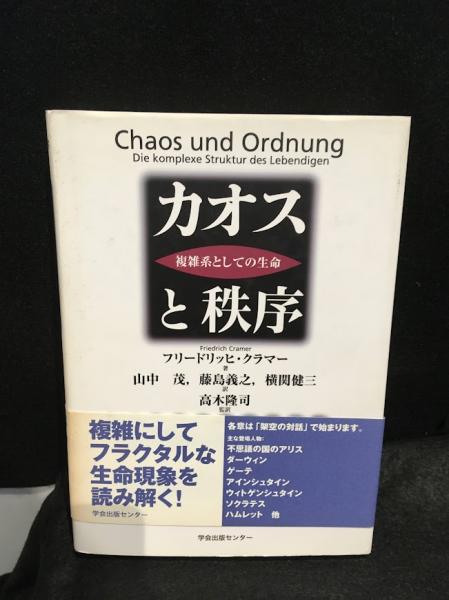 Chaos und Ordnung
Die komplexe Struktur des Lebendigen
カオス
複雑系としての生命
と秩序
Friedrich Cramer
フリードリッヒ・クラマー
著
山中 茂，藤島義之，横関健三
訳
高木隆司
監訳
複雑にして
フラクタルな
生命現象を
読み解く！
学会出版センター
各章は「架空の対話」で始まります。
主な登場人物：
不思議の国のアリス
ダーウィン
ゲーテ
アインシュタイン
ウィトゲンシュタイン
ソクラテス
ハムレット 他
学会出版センター